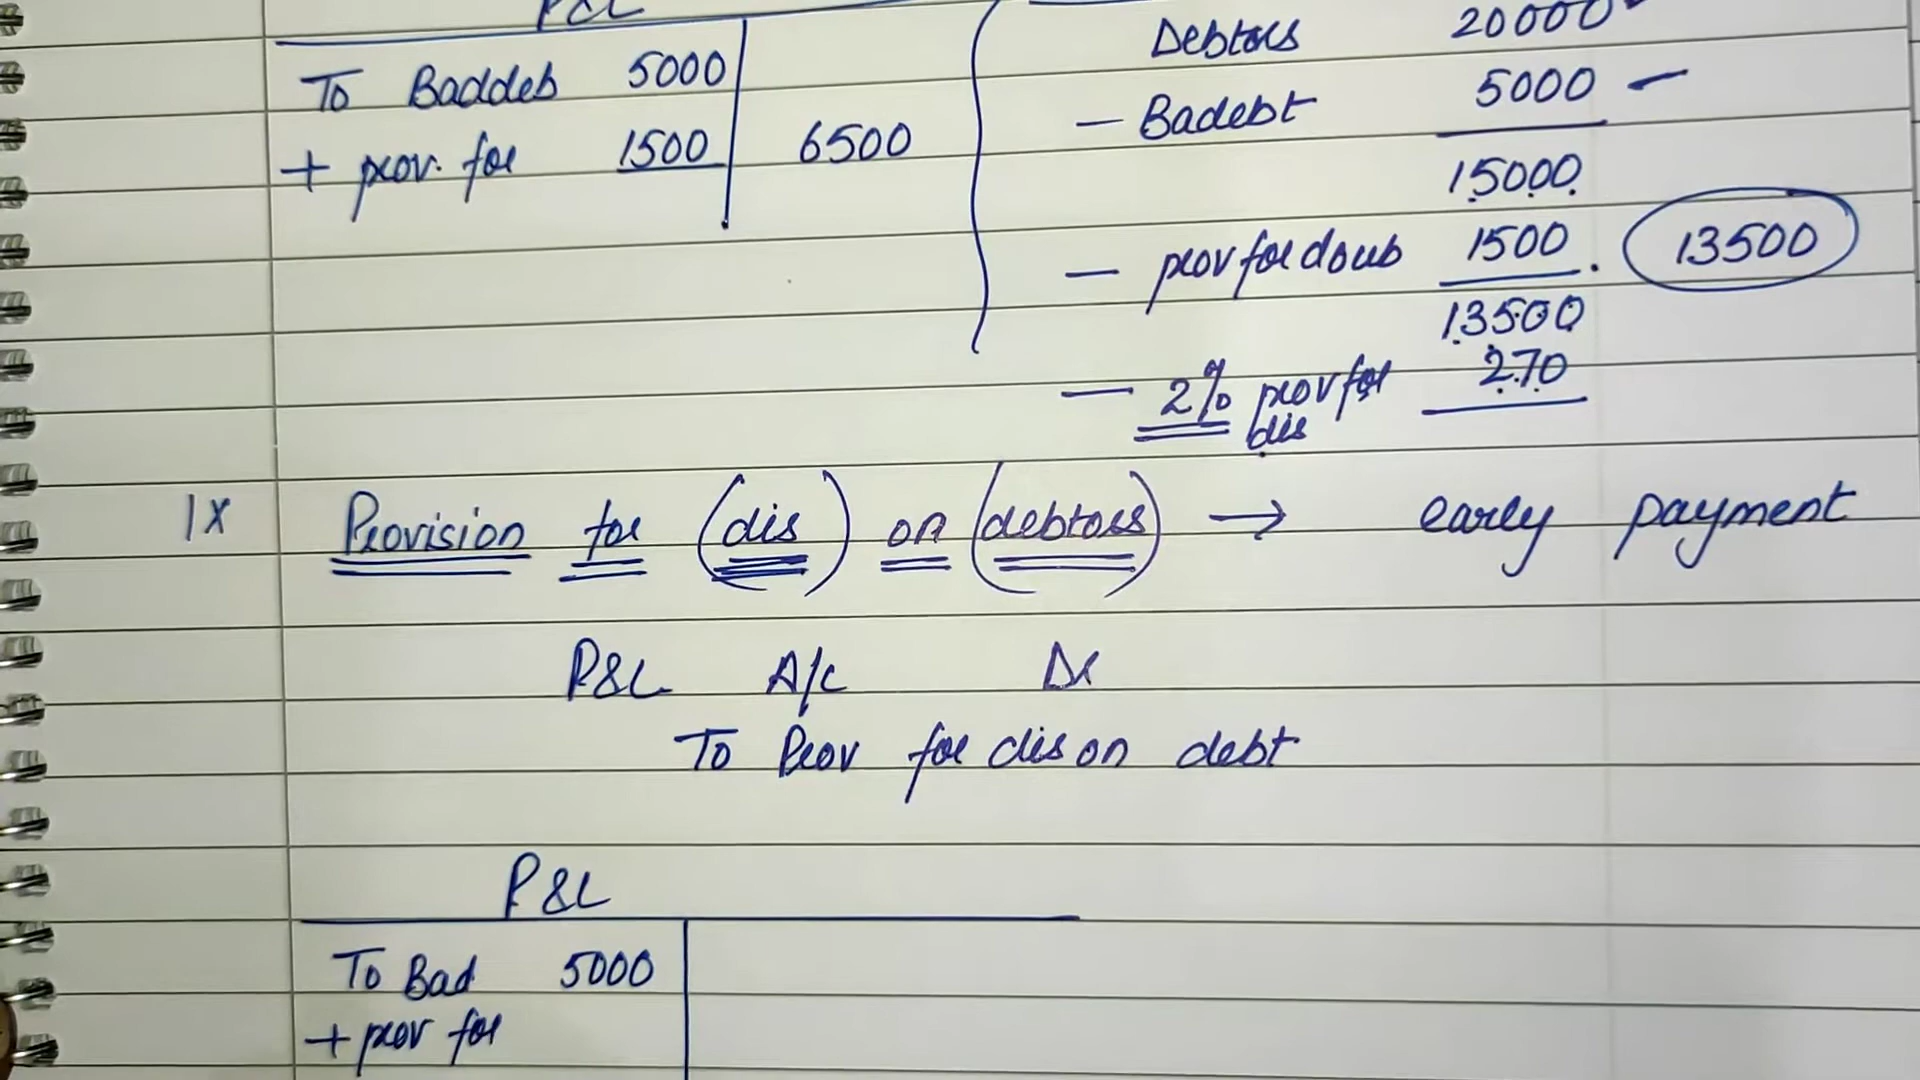 P&L
To Baddeb 5000
+ prov. for 1500 6500
Debtors 20000
— Badebt 5000 —
15000
— prov for doub 1500 . 13500
13500
— 2% prov for 270
dis
IX Provision for (dis) on (debtors) → early payment
P&L A/c Dr
To Prov for dis on debt
P&L
To Bad 5000
+ prov for